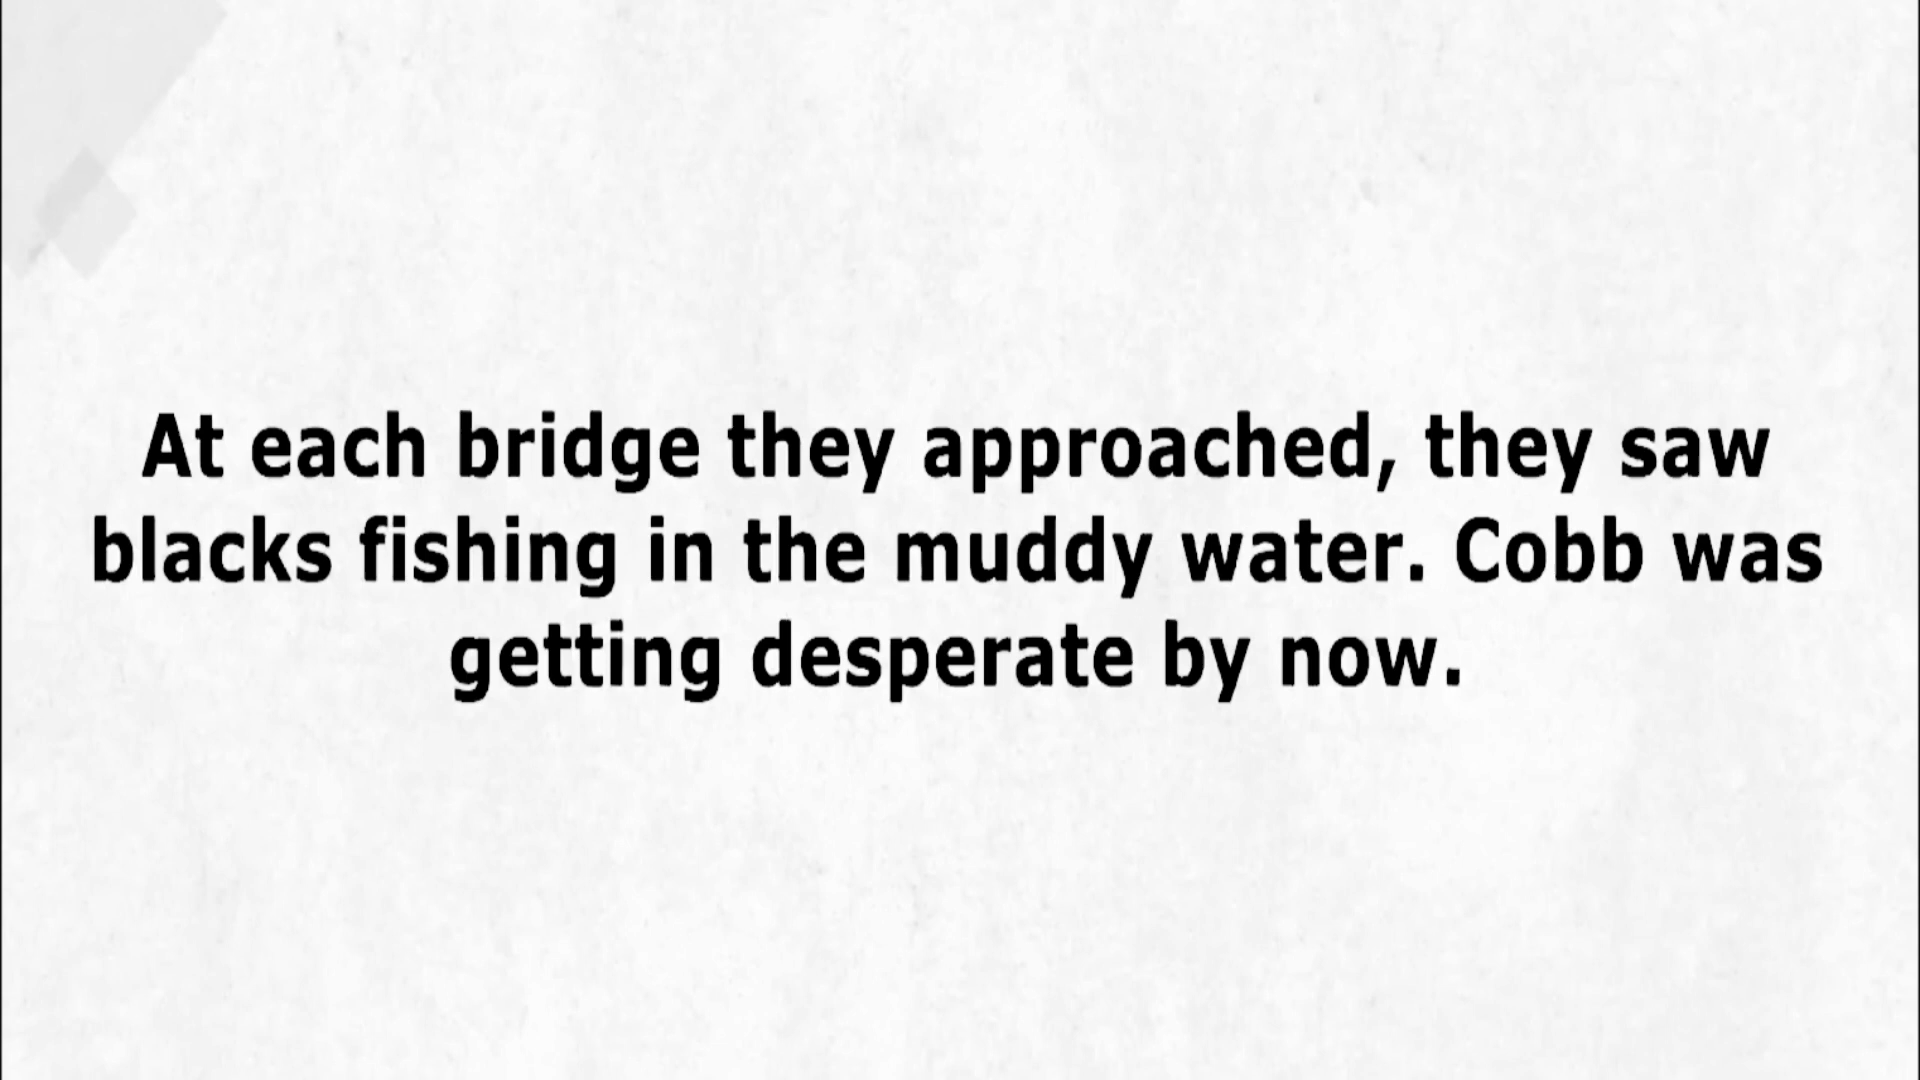 At each bridge they approached, they saw
blacks fishing in the muddy water. Cobb was
getting desperate by now.